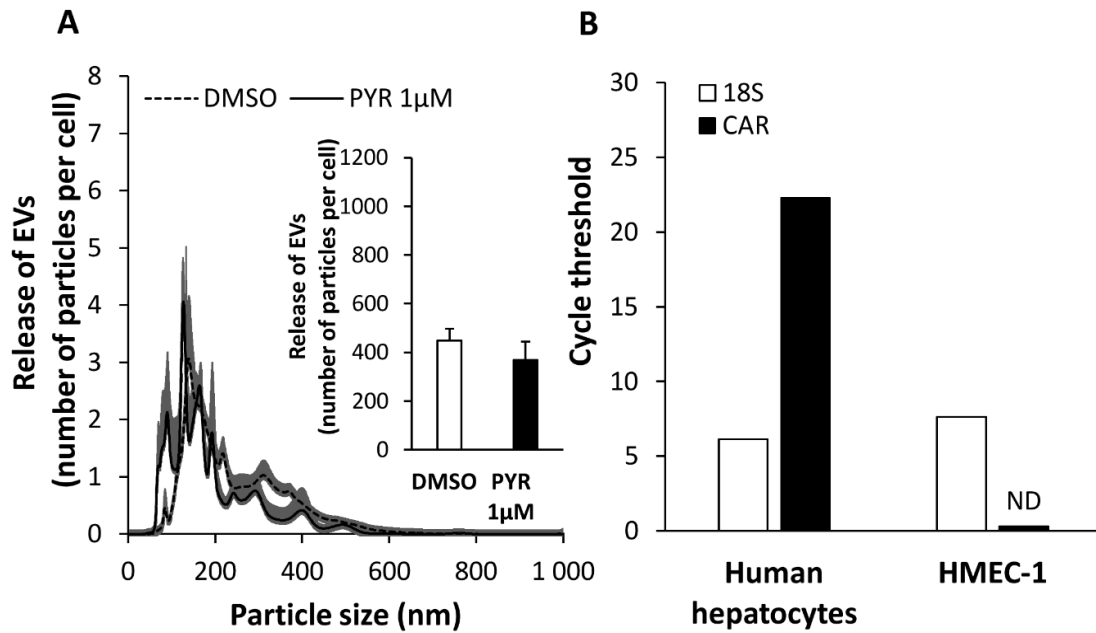 A
Release of EVs
(number of particles per cell)
8
7
6
5
4
3
2
1
0
DMSO
PYR 1µM
Release of EVs
(number of particles per cell)
1200
1000
800
600
400
200
0
DMSO
PYR
1µM
0
200
400
600
800
1 000
Particle size (nm)
B
Cycle threshold
30
25
20
15
10
5
0
18S
CAR
ND
Human
hepatocytes
HMEC-1